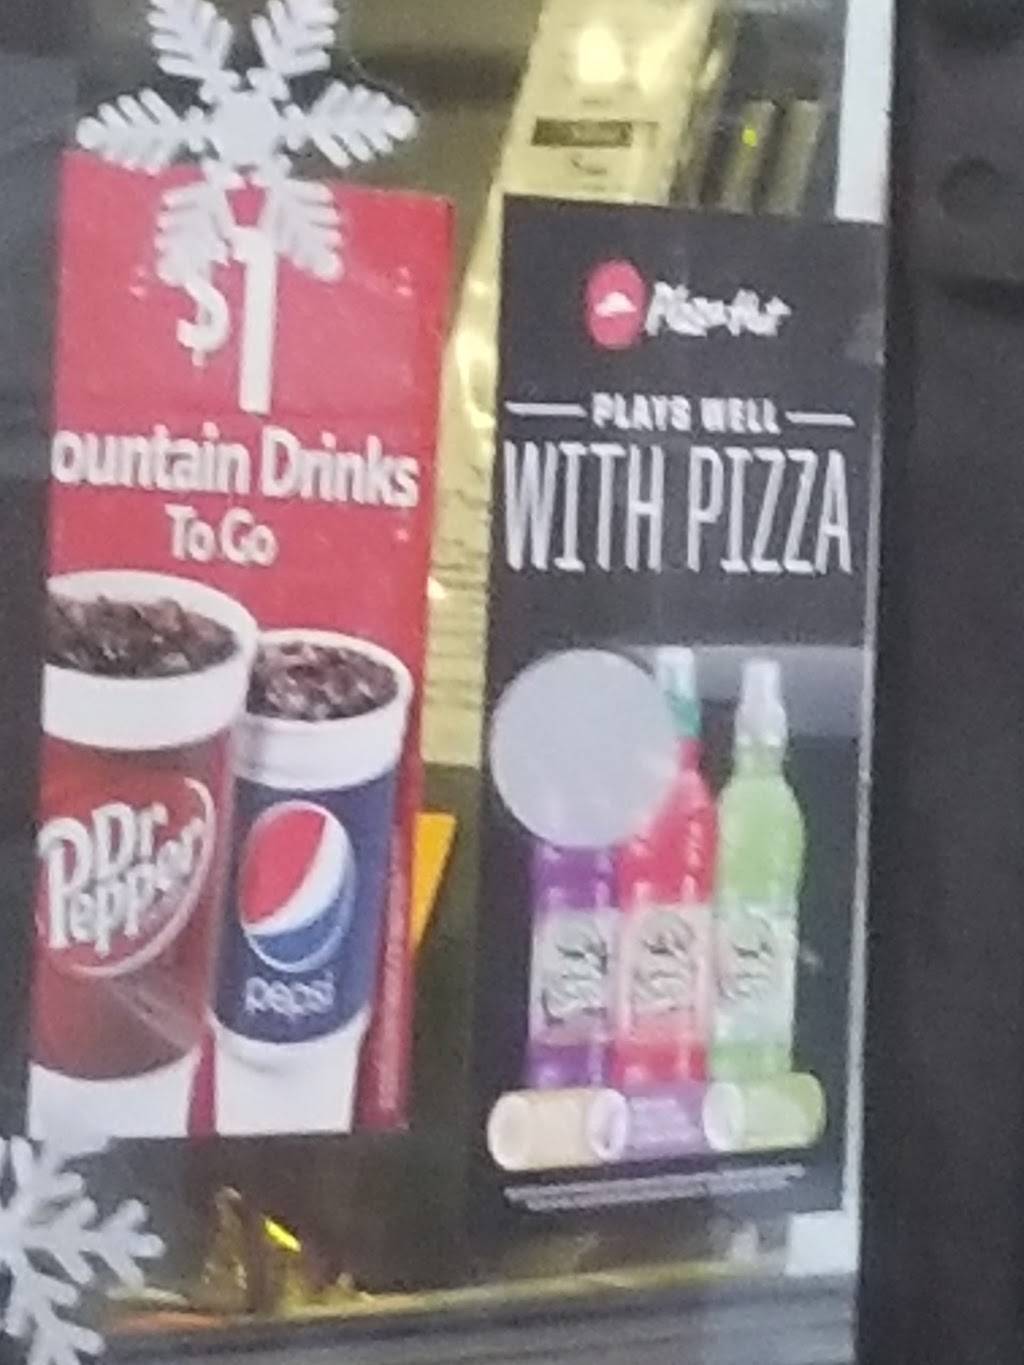 $1
ountain Drinks
To Go
Dr
Pepper
pepsi
Pizza Hut
PLAYS WELL
WITH PIZZA